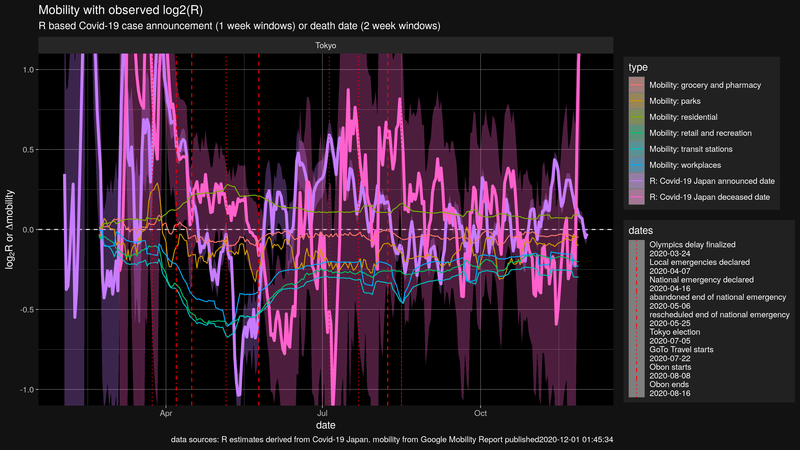 Mobility with observed log2(R)
R based Covid-19 case announcement (1 week windows) or death date (2 week windows)
Tokyo
1.0
0.5
0.0
-0.5
-1.0
log2R or Δmobility
Apr
Jul
Oct
date
data sources: R estimates derived from Covid-19 Japan. mobility from Google Mobility Report published2020-12-01 01:45:34
type
Mobility: grocery and pharmacy
Mobility: parks
Mobility: residential
Mobility: retail and recreation
Mobility: transit stations
Mobility: workplaces
R: Covid-19 Japan announced date
R: Covid-19 Japan deceased date
dates
Olympics delay finalized
2020-03-24
Local emergencies declared
2020-04-07
National emergency declared
2020-04-16
abandoned end of national emergency
2020-05-06
rescheduled end of national emergency
2020-05-25
Tokyo election
2020-07-05
GoTo Travel starts
2020-07-22
Obon starts
2020-08-08
Obon ends
2020-08-16